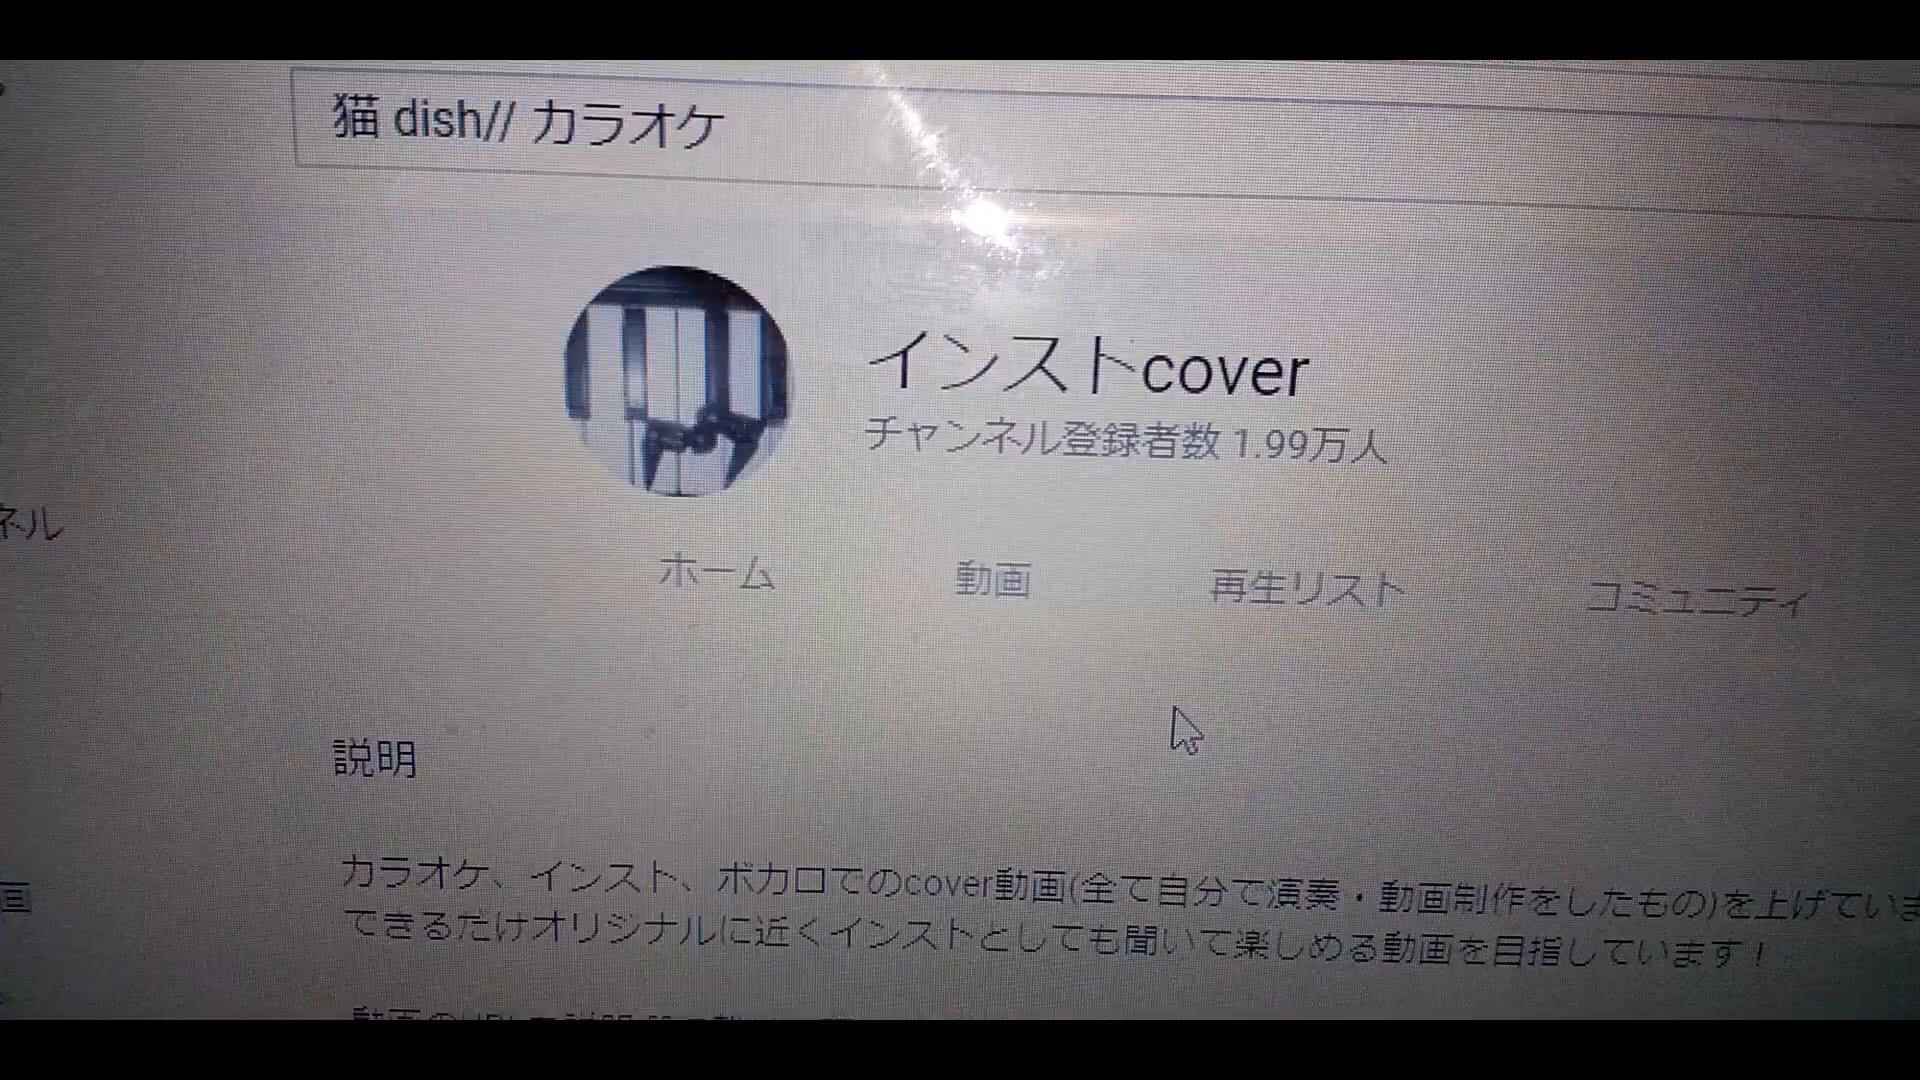 猫 dish// カラオケ
インストcover
チャンネル登録者数 1.99万人
ネル
ホーム
動画
再生リスト
コミュニティ
説明
画
カラオケ、インスト、ボカロでのcover動画(全て自分で演奏・動画制作をしたもの)を上げていま
できるだけオリジナルに近くインストとしても聞いて楽しめる動画を目指しています！